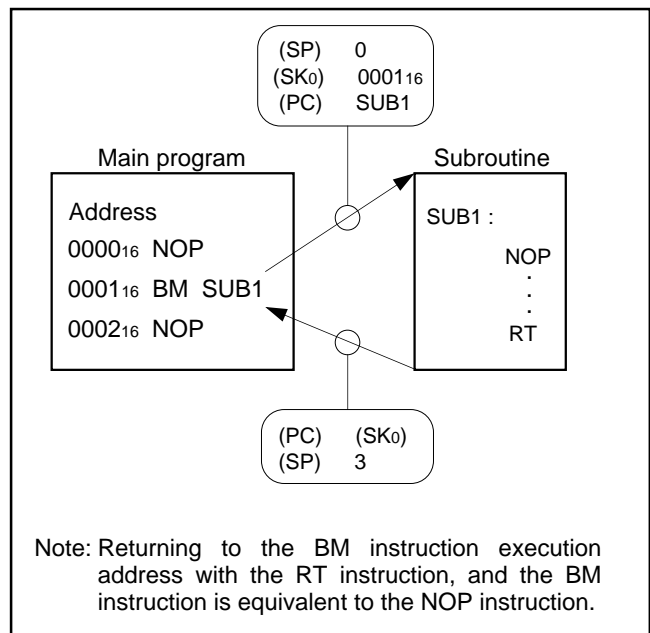 (SP) 0
(SK0) 000116
(PC) SUB1
Main program
Subroutine
Address
000016 NOP
000116 BM SUB1
000216 NOP
SUB1 :
NOP
.
.
.
RT
(PC) (SK0)
(SP) 3
Note: Returning to the BM instruction execution
address with the RT instruction, and the BM
instruction is equivalent to the NOP instruction.